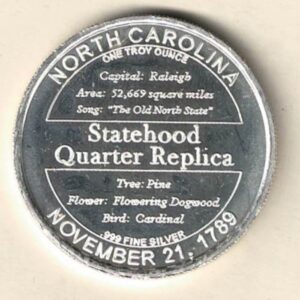 NORTH CAROLINA
ONE TROY OUNCE
Capital: Raleigh
Area: 52,669 square miles
Song: "The Old North State"
Statehood
Quarter Replica
Tree: Pine
Flower: Flowering Dogwood
Bird: Cardinal
.999 FINE SILVER
NOVEMBER 21, 1789